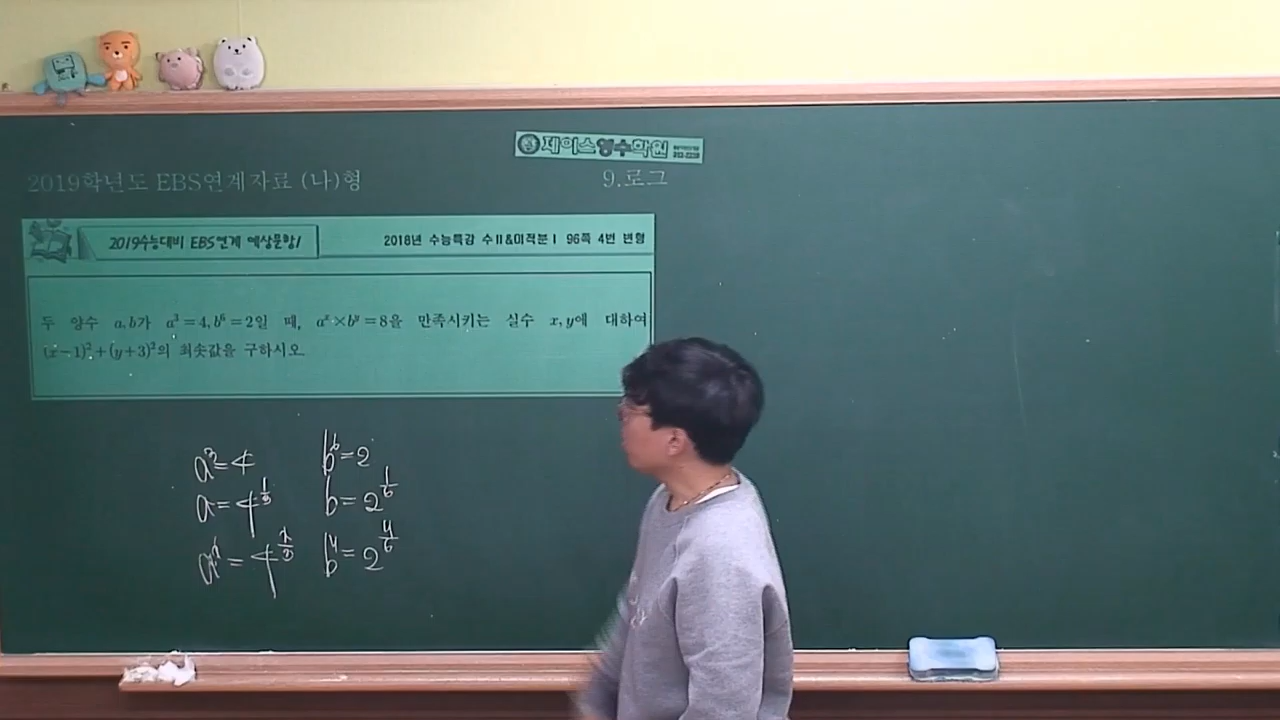 제이스영수학원
2019학년도 EBS연계자료 (나)형
9.로그
2019수능대비 EBS연계 예상문항1
2018년 수능특강 수Ⅱ&미적분Ⅰ 96쪽 4번 변형
두 양수 a, b가 a³=4, b⁶=2일 때, aˣ×bʸ=8을 만족시키는 실수 x, y에 대하여
(x-1)²+(y+3)²의 최솟값을 구하시오.
a³=4 b⁶=2
a=4^(1/3) b=2^(1/6)
aˣ=4^(x/3) bʸ=2^(y/6)